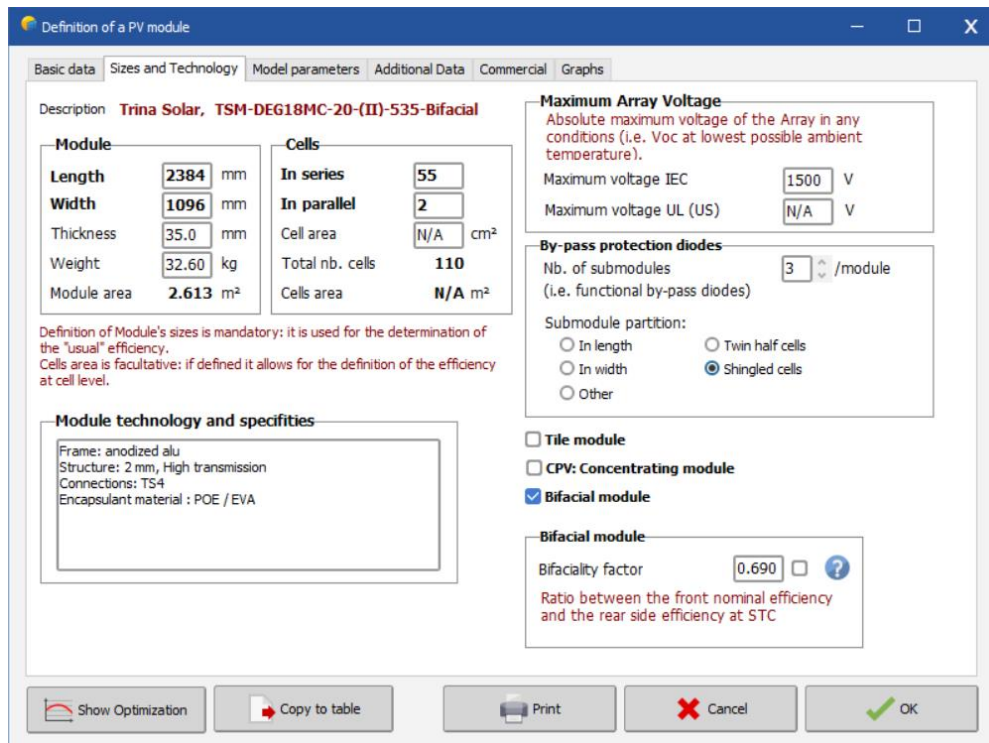 Definition of a PV module
Basic data Sizes and Technology Model parameters Additional Data Commercial Graphs
Description Trina Solar, TSM-DEG18MC-20-(II)-535-Bifacial
Module
Length 2384 mm
Width 1096 mm
Thickness 35.0 mm
Weight 32.60 kg
Module area 2.613 m²
Cells
In series 55
In parallel 2
Cell area N/A cm²
Total nb. cells 110
Cells area N/A m²
Definition of Module's sizes is mandatory: it is used for the determination of
the "usual" efficiency.
Cells area is facultative: if defined it allows for the definition of the efficiency
at cell level.
Module technology and specifities
Frame: anodized alu
Structure: 2 mm, High transmission
Connections: TS4
Encapsulant material : POE / EVA
Maximum Array Voltage
Absolute maximum voltage of the Array in any
conditions (i.e. Voc at lowest possible ambient
temperature).
Maximum voltage IEC 1500 V
Maximum voltage UL (US) N/A V
By-pass protection diodes
Nb. of submodules 3 /module
(i.e. functional by-pass diodes)
Submodule partition:
In length Twin half cells
In width Shingled cells
Other
Tile module
CPV: Concentrating module
Bifacial module
Bifacial module
Bifaciality factor 0.690 ?
Ratio between the front nominal efficiency
and the rear side efficiency at STC
Show Optimization Copy to table Print Cancel OK